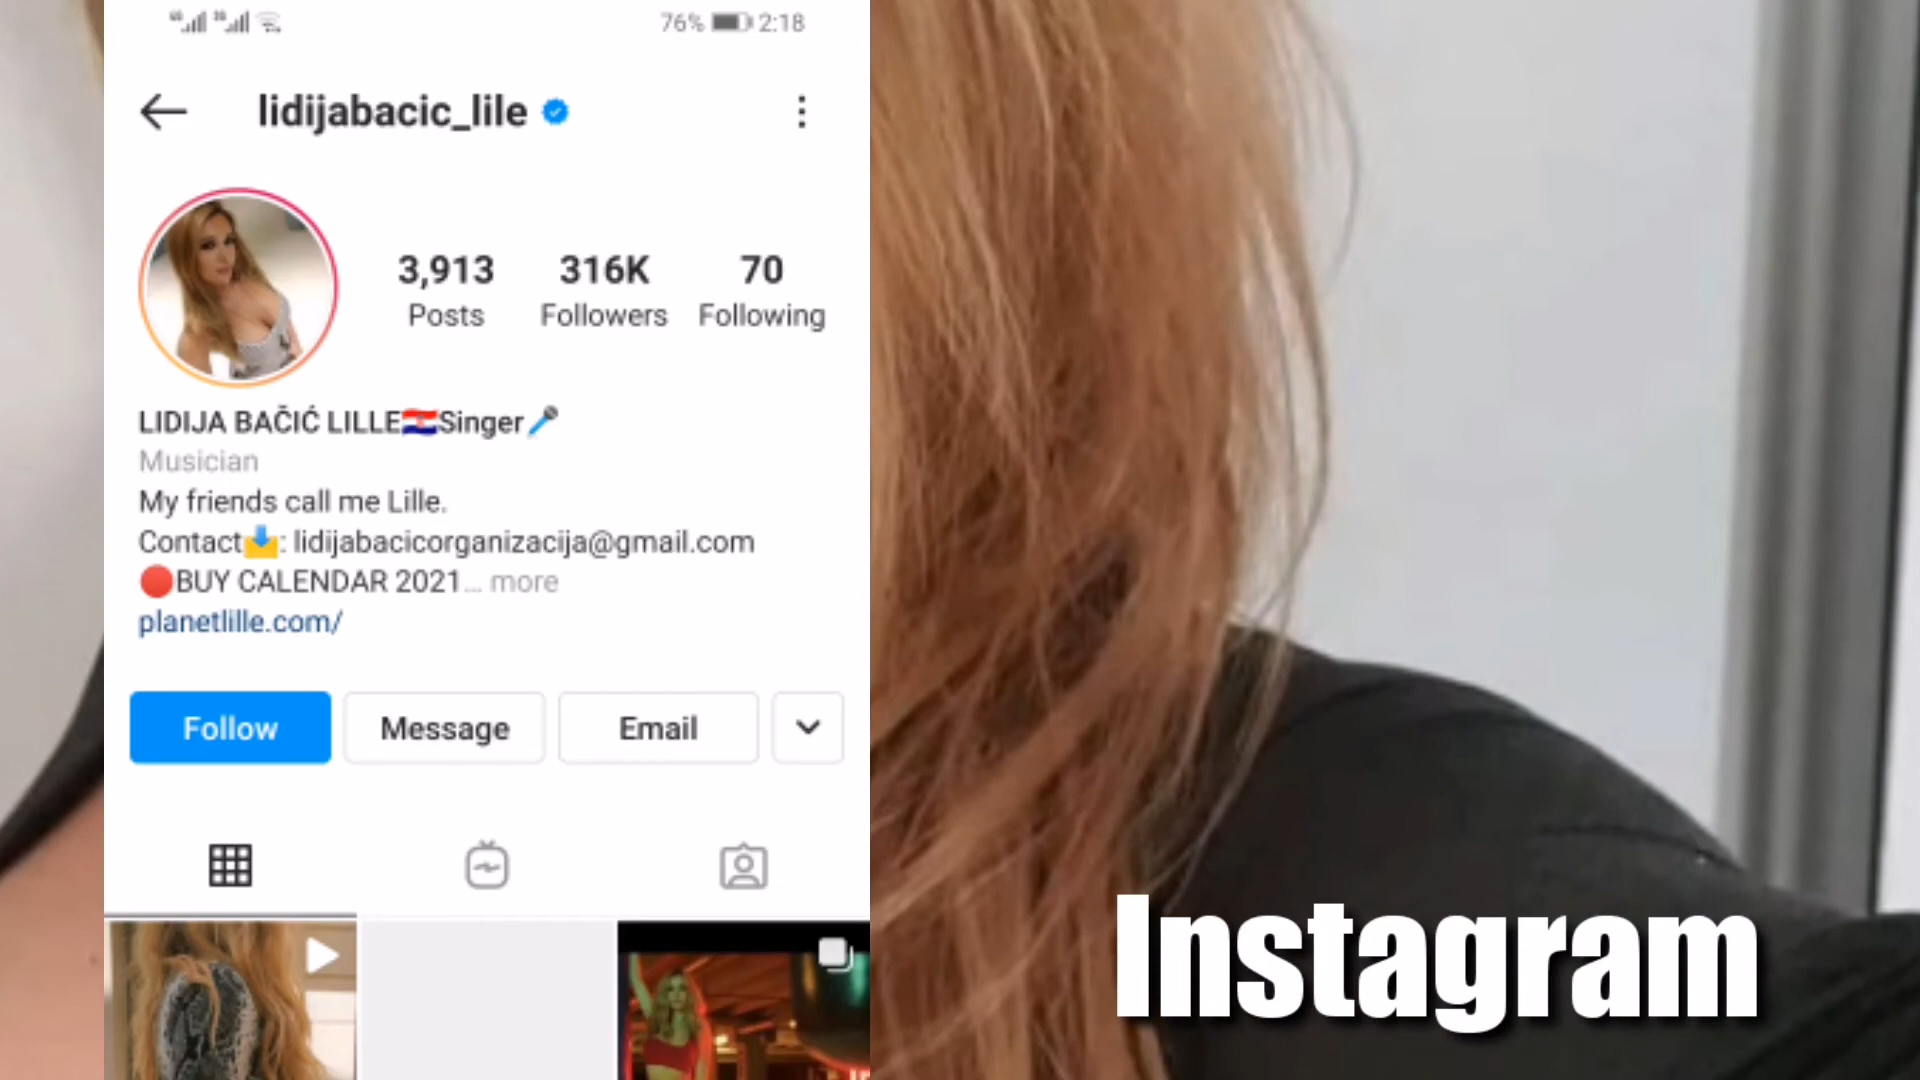 76% 2:18
lidijabacic_lile
3,913 316K 70
Posts Followers Following
LIDIJA BAČIĆ LILLE🇭🇷Singer🎤
Musician
My friends call me Lille.
Contact📥: lidijabacicorganizacija@gmail.com
🔴BUY CALENDAR 2021... more
planetlille.com/
Follow Message Email
Instagram